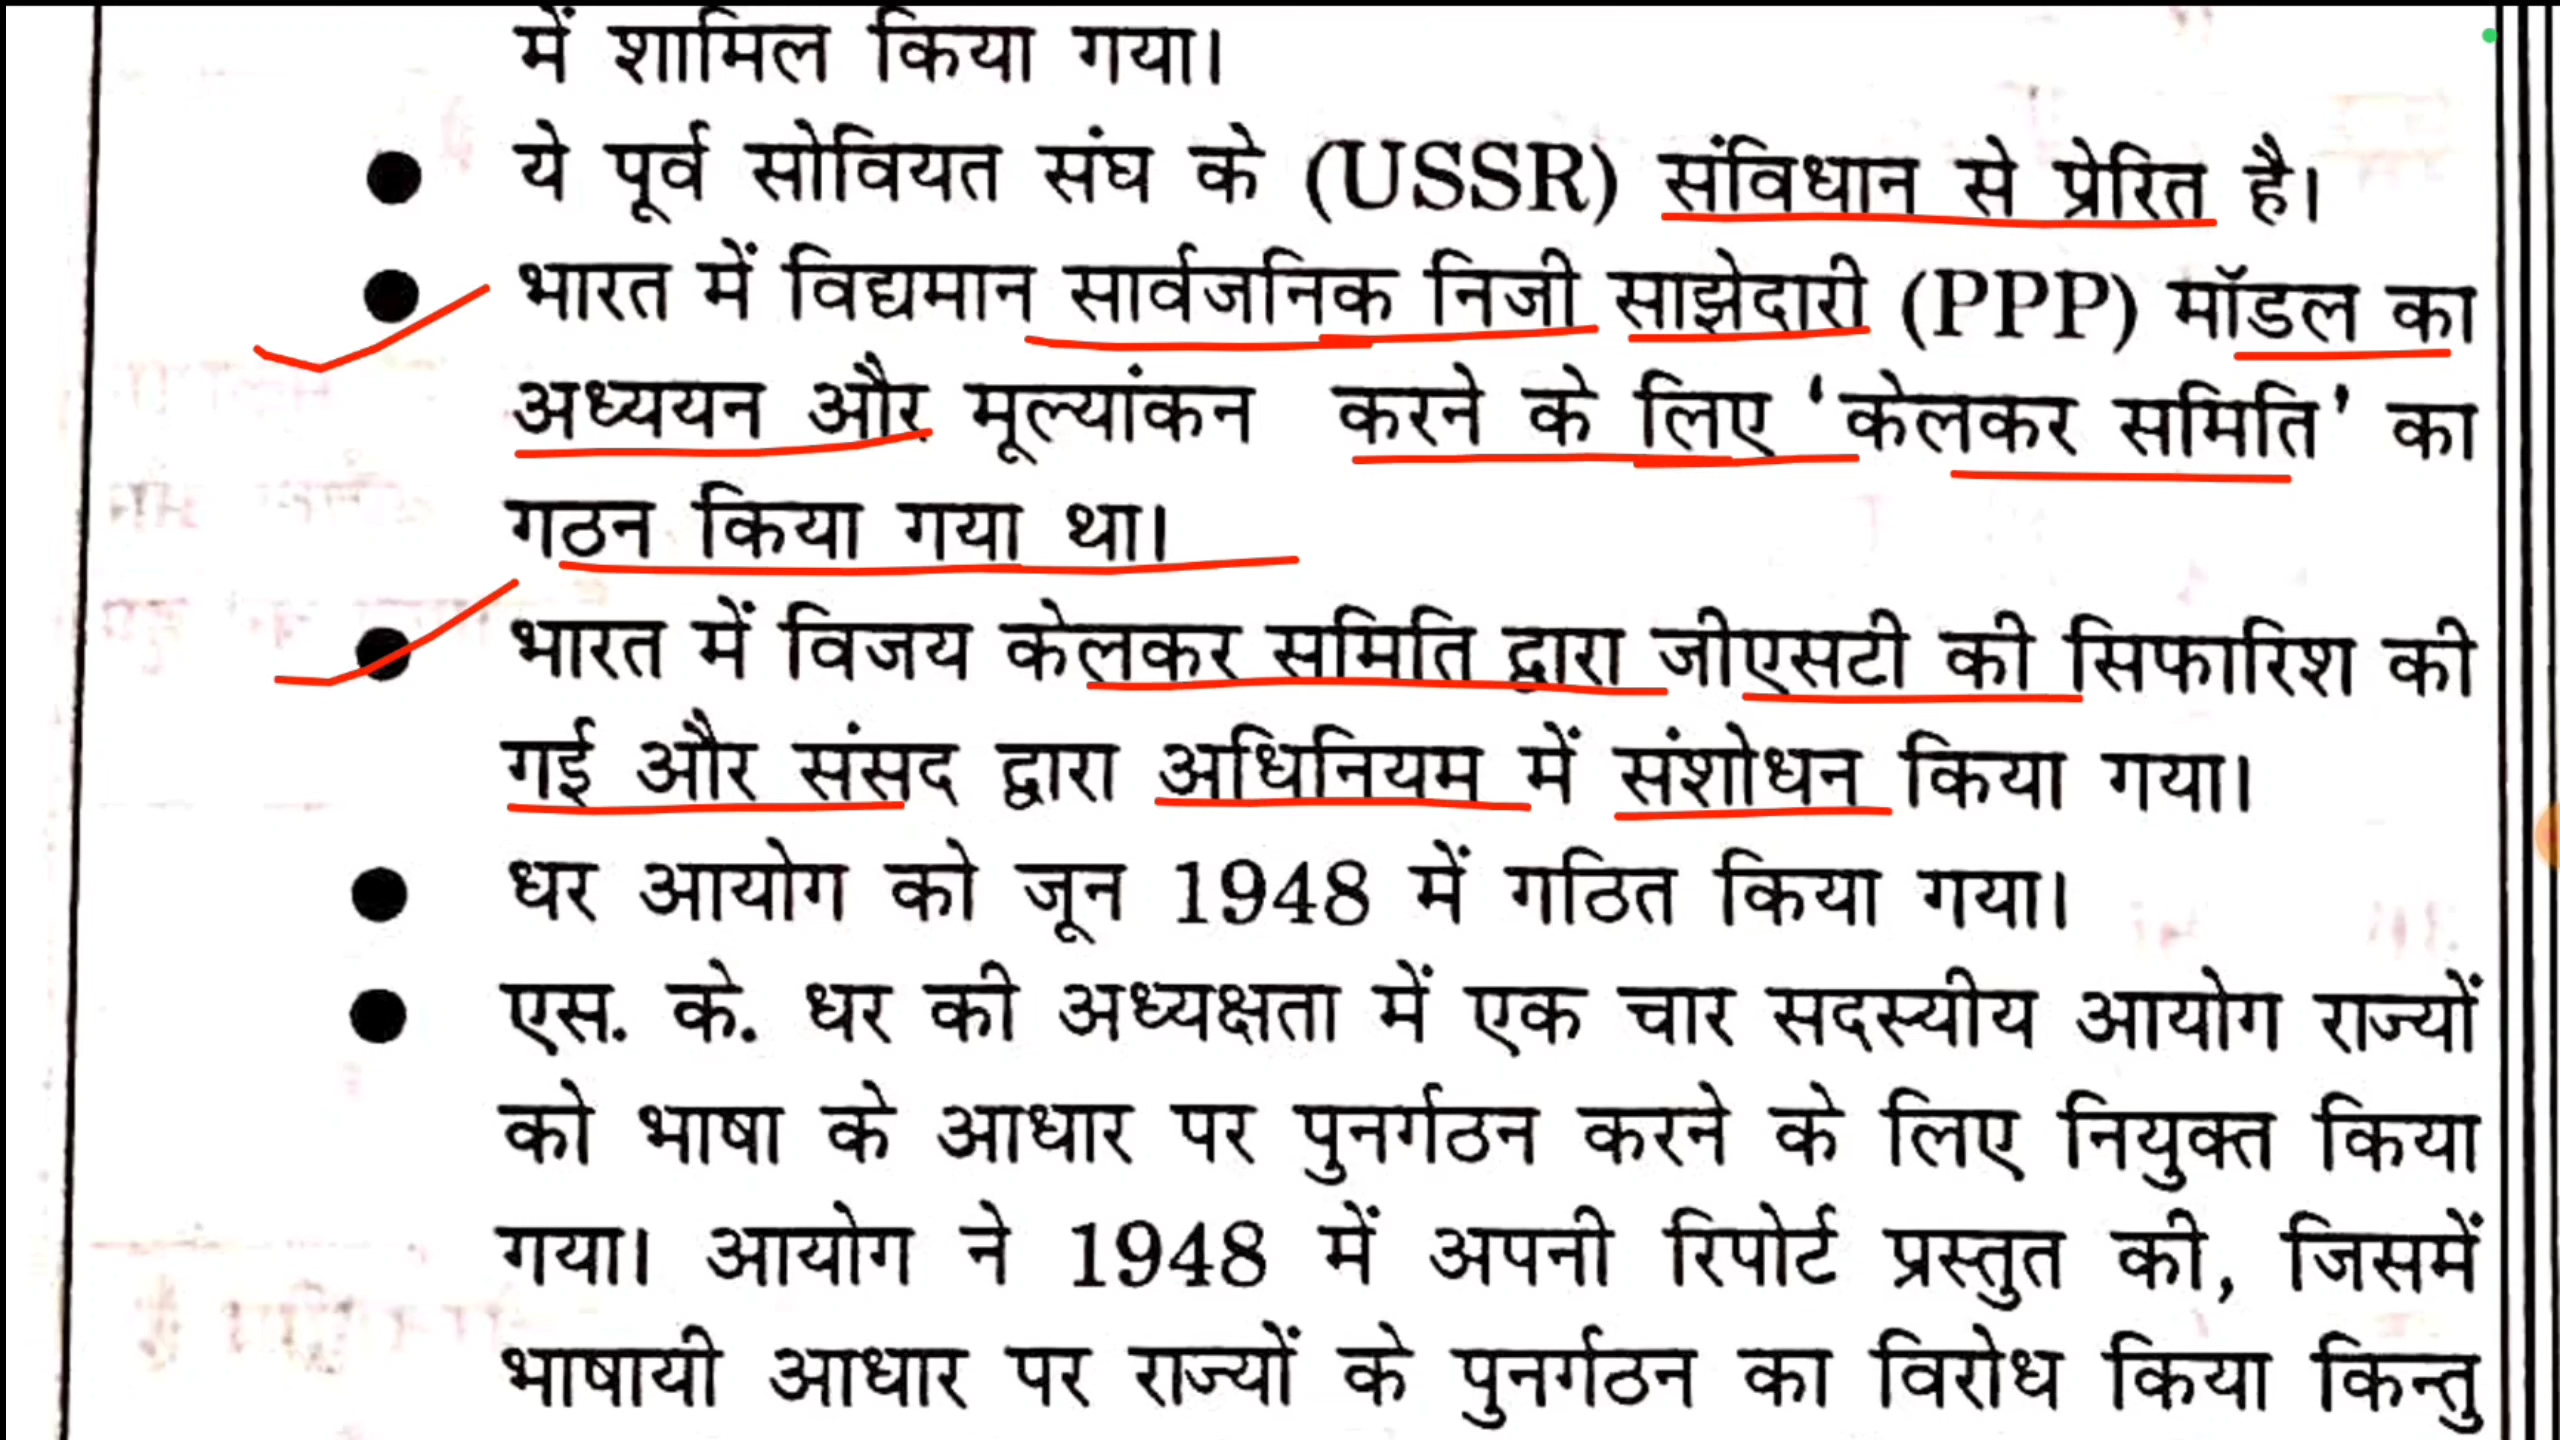 में शामिल किया गया।
● ये पूर्व सोवियत संघ के (USSR) संविधान से प्रेरित है।
● भारत में विद्यमान सार्वजनिक निजी साझेदारी (PPP) मॉडल का
अध्ययन और मूल्यांकन करने के लिए ‘केलकर समिति’ का
गठन किया गया था।
● भारत में विजय केलकर समिति द्वारा जीएसटी की सिफारिश की
गई और संसद द्वारा अधिनियम में संशोधन किया गया।
● धर आयोग को जून 1948 में गठित किया गया।
● एस. के. धर की अध्यक्षता में एक चार सदस्यीय आयोग राज्यों
को भाषा के आधार पर पुनर्गठन करने के लिए नियुक्त किया
गया। आयोग ने 1948 में अपनी रिपोर्ट प्रस्तुत की, जिसमें
भाषायी आधार पर राज्यों के पुनर्गठन का विरोध किया किन्तु